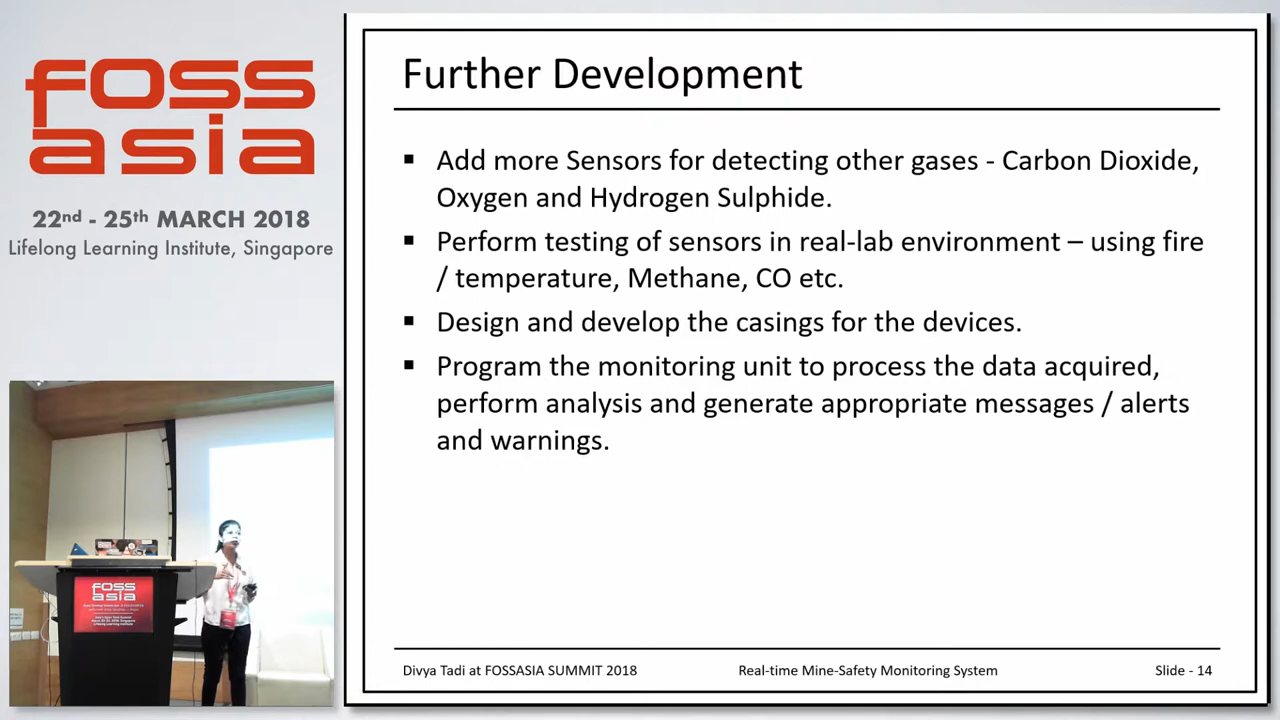 foss
asia
22nd - 25th MARCH 2018
Lifelong Learning Institute, Singapore
Further Development
▪ Add more Sensors for detecting other gases - Carbon Dioxide,
Oxygen and Hydrogen Sulphide.
▪ Perform testing of sensors in real-lab environment – using fire
/ temperature, Methane, CO etc.
▪ Design and develop the casings for the devices.
▪ Program the monitoring unit to process the data acquired,
perform analysis and generate appropriate messages / alerts
and warnings.
Divya Tadi at FOSSASIA SUMMIT 2018
Real-time Mine-Safety Monitoring System
Slide - 14
foss
asia